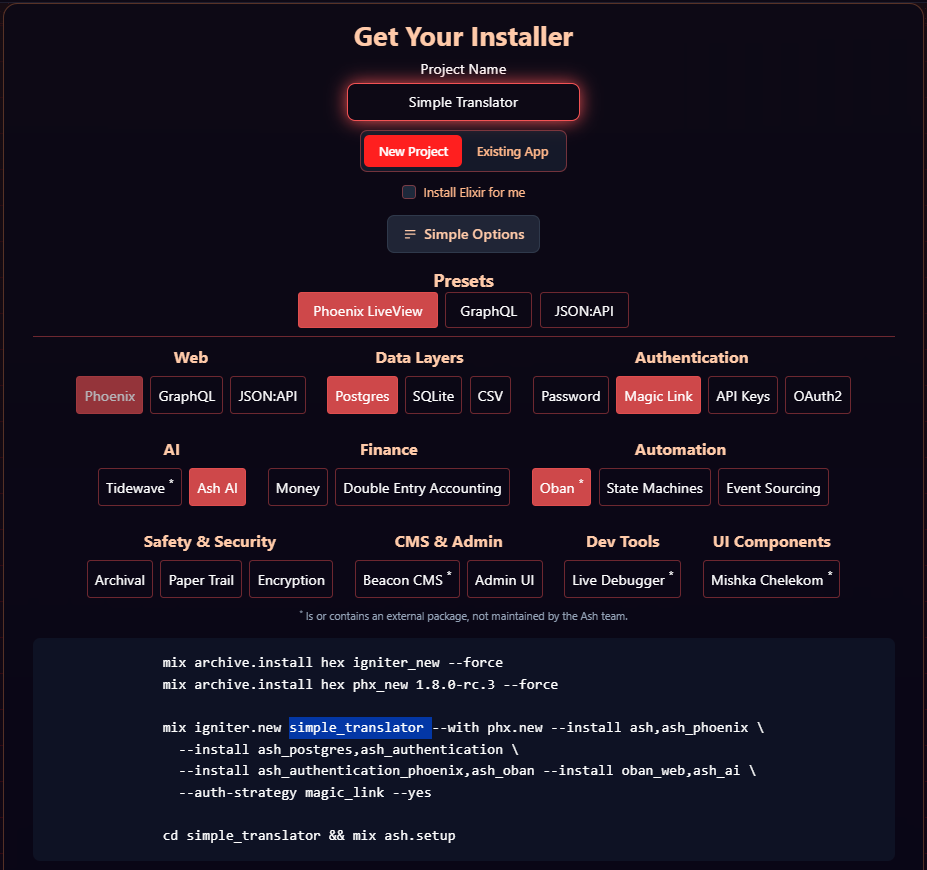 Get Your Installer
Project Name
Simple Translator
New Project Existing App
Install Elixir for me
Simple Options
Presets
Phoenix LiveView GraphQL JSON:API
Web Data Layers Authentication
Phoenix GraphQL JSON:API Postgres SQLite CSV Password Magic Link API Keys OAuth2
AI Finance Automation
Tidewave * Ash AI Money Double Entry Accounting Oban * State Machines Event Sourcing
Safety & Security CMS & Admin Dev Tools UI Components
Archival Paper Trail Encryption Beacon CMS * Admin UI Live Debugger * Mishka Chelekom *
* Is or contains an external package, not maintained by the Ash team.
mix archive.install hex igniter_new --force
mix archive.install hex phx_new 1.8.0-rc.3 --force
mix igniter.new simple_translator --with phx.new --install ash,ash_phoenix \
--install ash_postgres,ash_authentication \
--install ash_authentication_phoenix,ash_oban --install oban_web,ash_ai \
--auth-strategy magic_link --yes
cd simple_translator && mix ash.setup